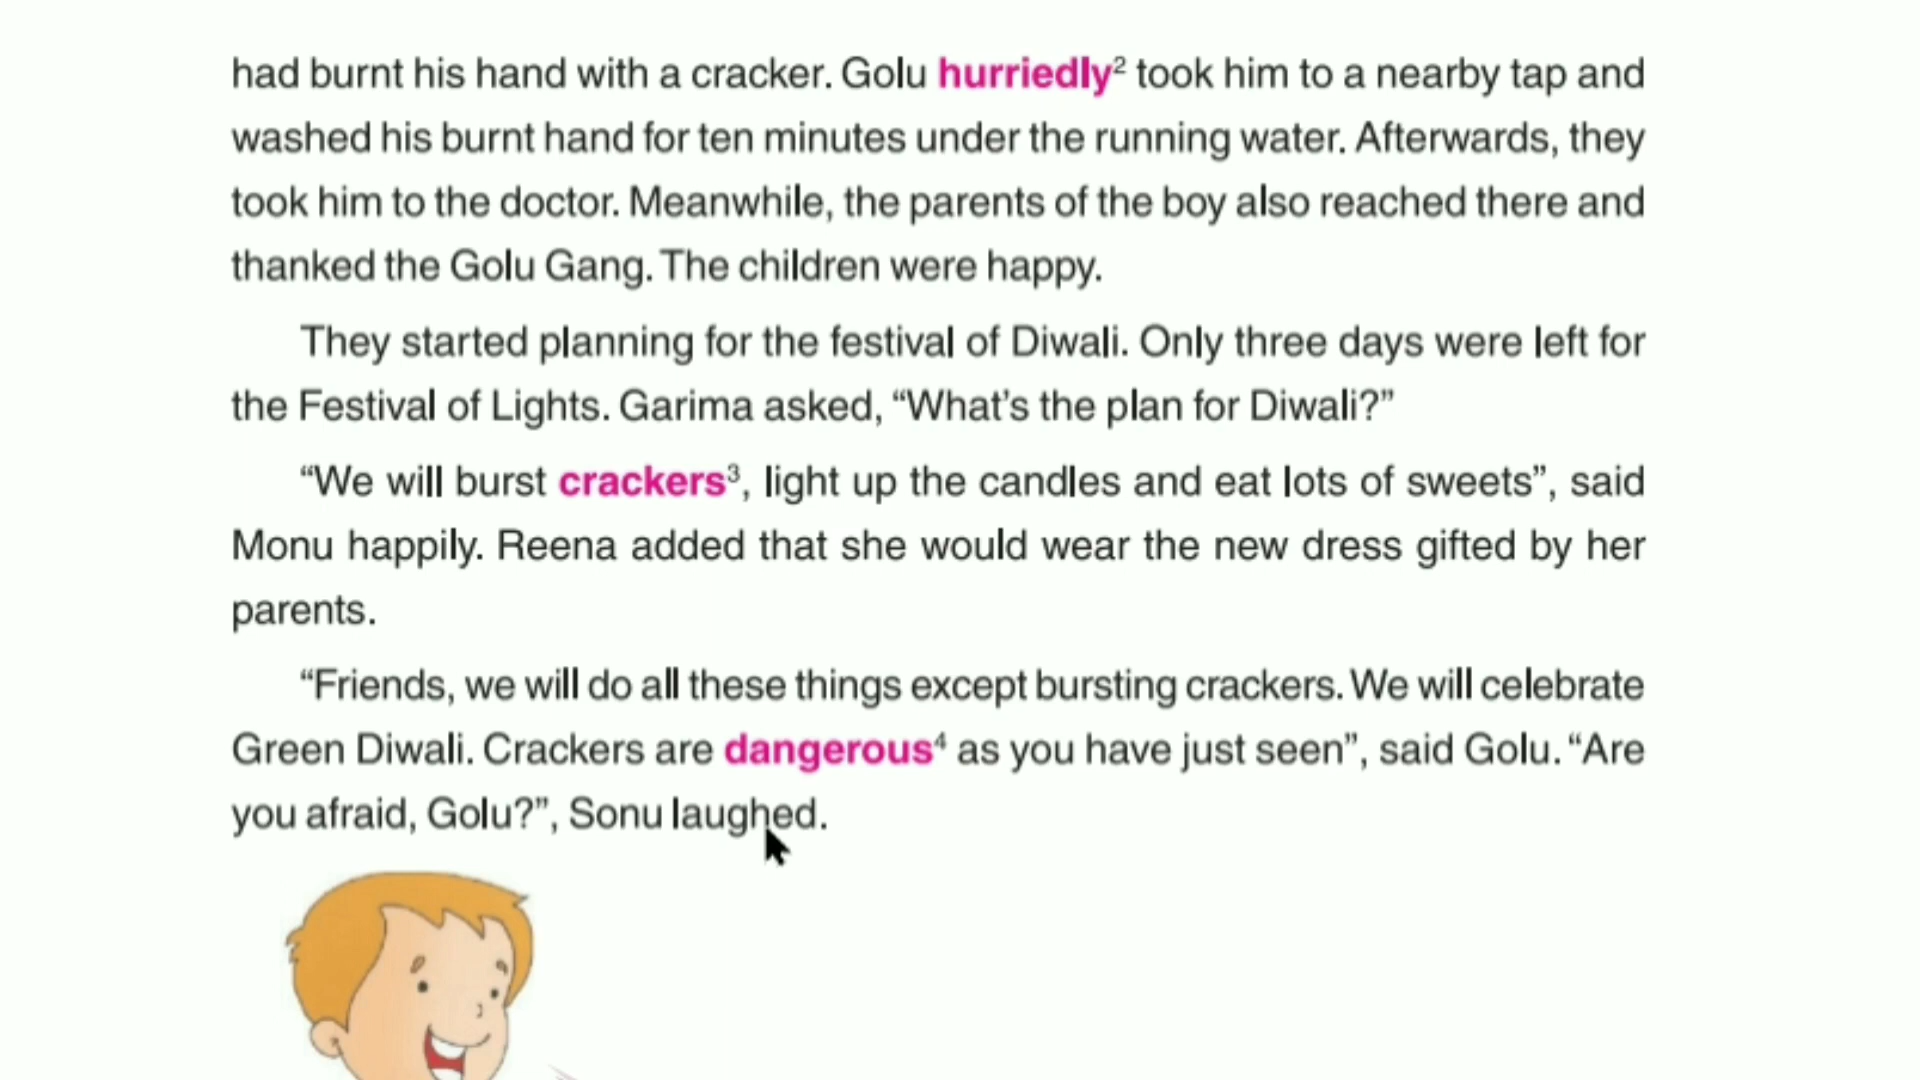 had burnt his hand with a cracker. Golu hurriedly² took him to a nearby tap and
washed his burnt hand for ten minutes under the running water. Afterwards, they
took him to the doctor. Meanwhile, the parents of the boy also reached there and
thanked the Golu Gang. The children were happy.
They started planning for the festival of Diwali. Only three days were left for
the Festival of Lights. Garima asked, “What’s the plan for Diwali?”
“We will burst crackers³, light up the candles and eat lots of sweets”, said
Monu happily. Reena added that she would wear the new dress gifted by her
parents.
“Friends, we will do all these things except bursting crackers. We will celebrate
Green Diwali. Crackers are dangerous⁴ as you have just seen”, said Golu. “Are
you afraid, Golu?”, Sonu laughed.